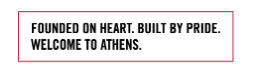 FOUNDED ON HEART. BUILT BY PRIDE.
WELCOME TO ATHENS.